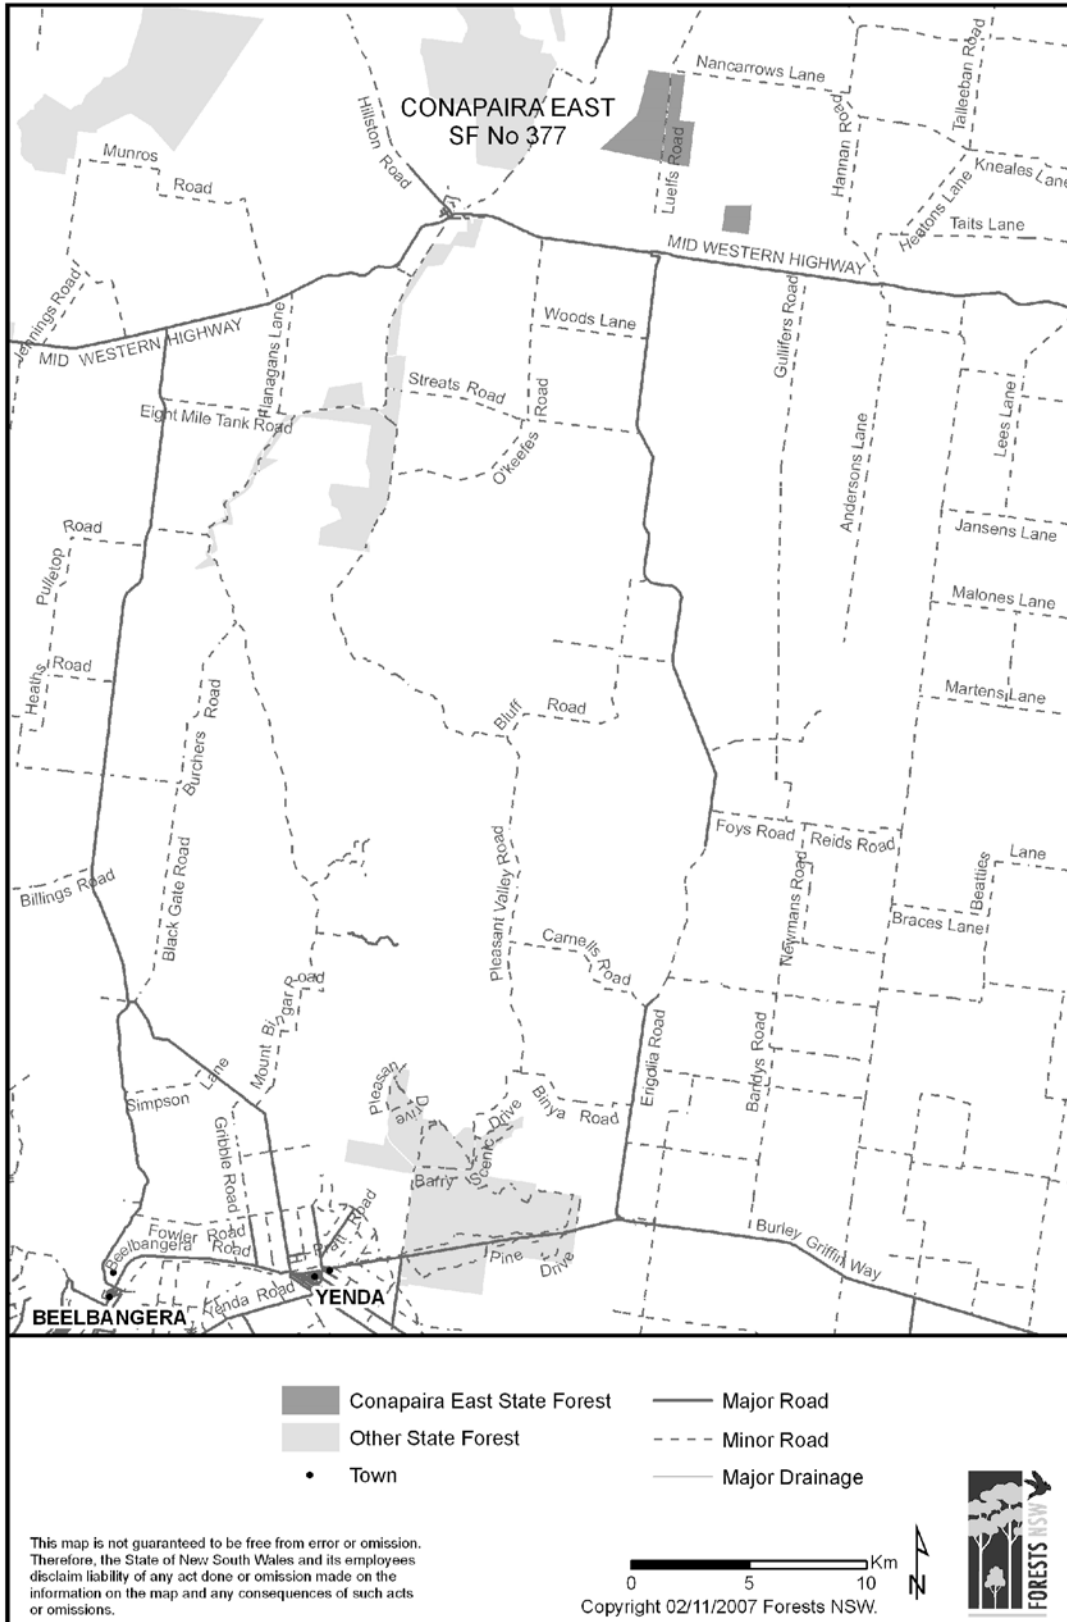 Nancarrows Lane
Talleeban Road
CONAPAIRA EAST
SF No 377
Hillston Road
Luelfs Road
Hannan Road
Kneales Lane
Heatons Lane
Taits Lane
Munros
Road
MID WESTERN HIGHWAY
Jennings Road
MID WESTERN HIGHWAY
Flanagans Lane
Woods Lane
Gullifers Road
Streats Road
Eight Mile Tank Road
O'keefes
Road
Andersons Lane
Lees Lane
Jansens Lane
Road
Pulletop
Malones Lane
Heaths
Road
Martens Lane
Burchers Road
Bluff
Road
Foys Road
Reids Road
Lane
Beatties
Braces Lane
Billings Road
Black Gate Road
Pleasant Valley Road
Newmans Road
Carnells Road
Mount Bingar Road
Erigolia Road
Bandys Road
Simpson
Lane
Pleasan
Drive
Drive
Binya Road
Gribble Road
Barry
Scenic
Fowler Road
Beelbangera Road
Pratt Road
Pine
Drive
Burley Griffin Way
Yenda Road
YENDA
BEELBANGERA
Conapaira East State Forest
Other State Forest
Town
Major Road
Minor Road
Major Drainage
This map is not guaranteed to be free from error or omission.
Therefore, the State of New South Wales and its employees
disclaim liability of any act done or omission made on the
information on the map and any consequences of such acts
or omissions.
Km
0 5 10
N
Copyright 02/11/2007 Forests NSW.
FORESTS NSW